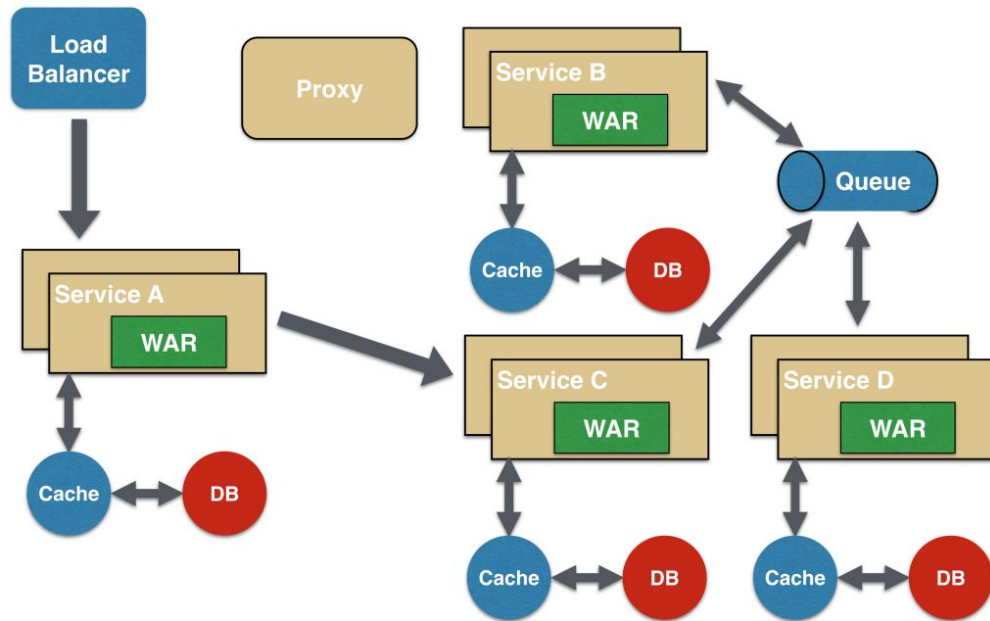 Load
Balancer
Proxy
Service B
WAR
Queue
Cache
DB
Service A
WAR
Cache
DB
Service C
WAR
Cache
DB
Service D
WAR
Cache
DB